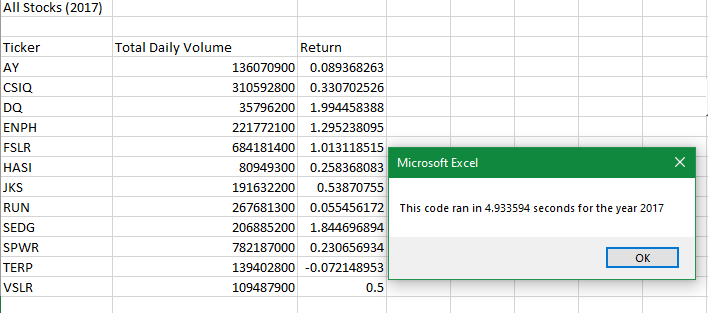 All Stocks (2017)
Ticker Total Daily Volume Return
AY 136070900 0.089368263
CSIQ 310592800 0.330702526
DQ 35796200 1.994458388
ENPH 221772100 1.295238095
FSLR 684181400 1.013118515
HASI 80949300 0.258368083
JKS 191632200 0.53870755
RUN 267681300 0.055456172
SEDG 206885200 1.844696894
SPWR 782187000 0.230656934
TERP 139402800 -0.072148953
VSLR 109487900 0.5
Microsoft Excel
This code ran in 4.933594 seconds for the year 2017
OK